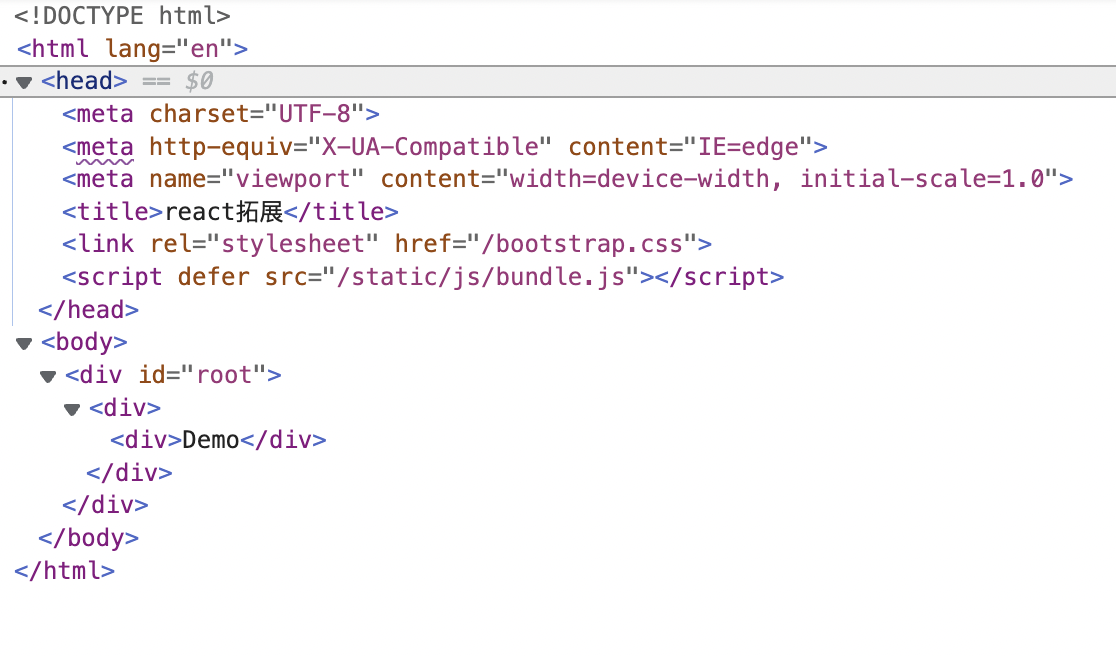 <!DOCTYPE html>
<html lang="en">
<head> == $0
<meta charset="UTF-8">
<meta http-equiv="X-UA-Compatible" content="IE=edge">
<meta name="viewport" content="width=device-width, initial-scale=1.0">
<title>react拓展</title>
<link rel="stylesheet" href="/bootstrap.css">
<script defer src="/static/js/bundle.js"></script>
</head>
<body>
<div id="root">
<div>
<div>Demo</div>
</div>
</div>
</body>
</html>